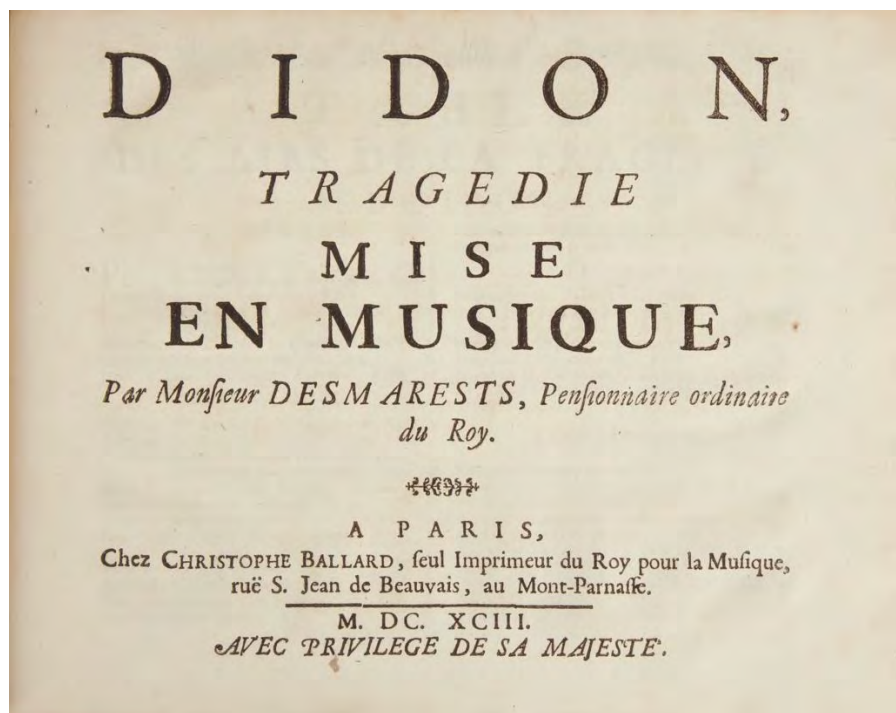 DIDON,
TRAGEDIE
MISE
EN MUSIQUE,
Par Monſieur DESMARESTS, Penſionnaire ordinaire
du Roy.
A PARIS,
Chez CHRISTOPHE BALLARD, ſeul Imprimeur du Roy pour la Muſique,
ruë S. Jean de Beauvais, au Mont-Parnaſſe.
M. DC. XCIII.
AVEC PRIVILEGE DE SA MAJESTE'.